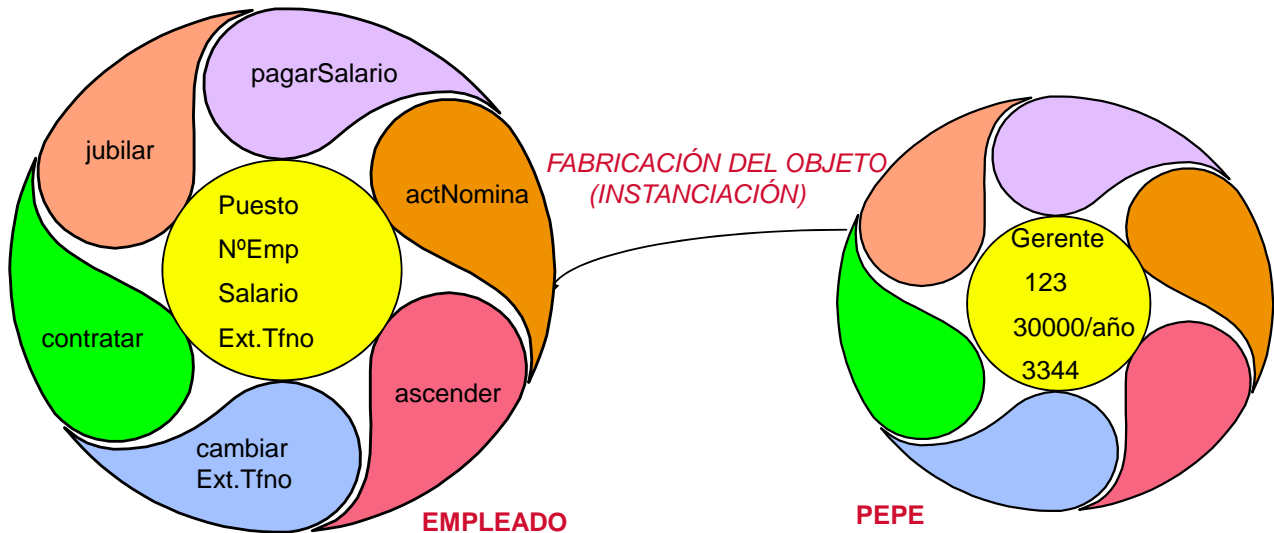 pagarSalario
jubilar
actNomina
Puesto
NºEmp
Salario
Ext.Tfno
contratar
ascender
cambiar
Ext.Tfno
EMPLEADO
FABRICACIÓN DEL OBJETO
(INSTANCIACIÓN)
Gerente
123
30000/año
3344
PEPE